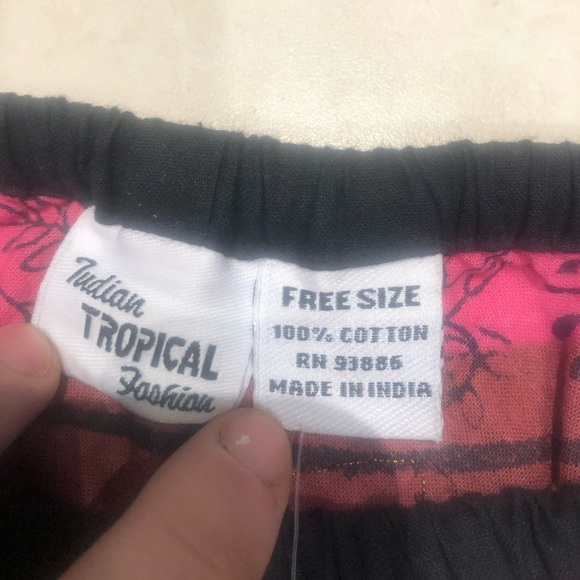 Indian
TROPICAL
Fashion
FREE SIZE
100% COTTON
RN 93886
MADE IN INDIA